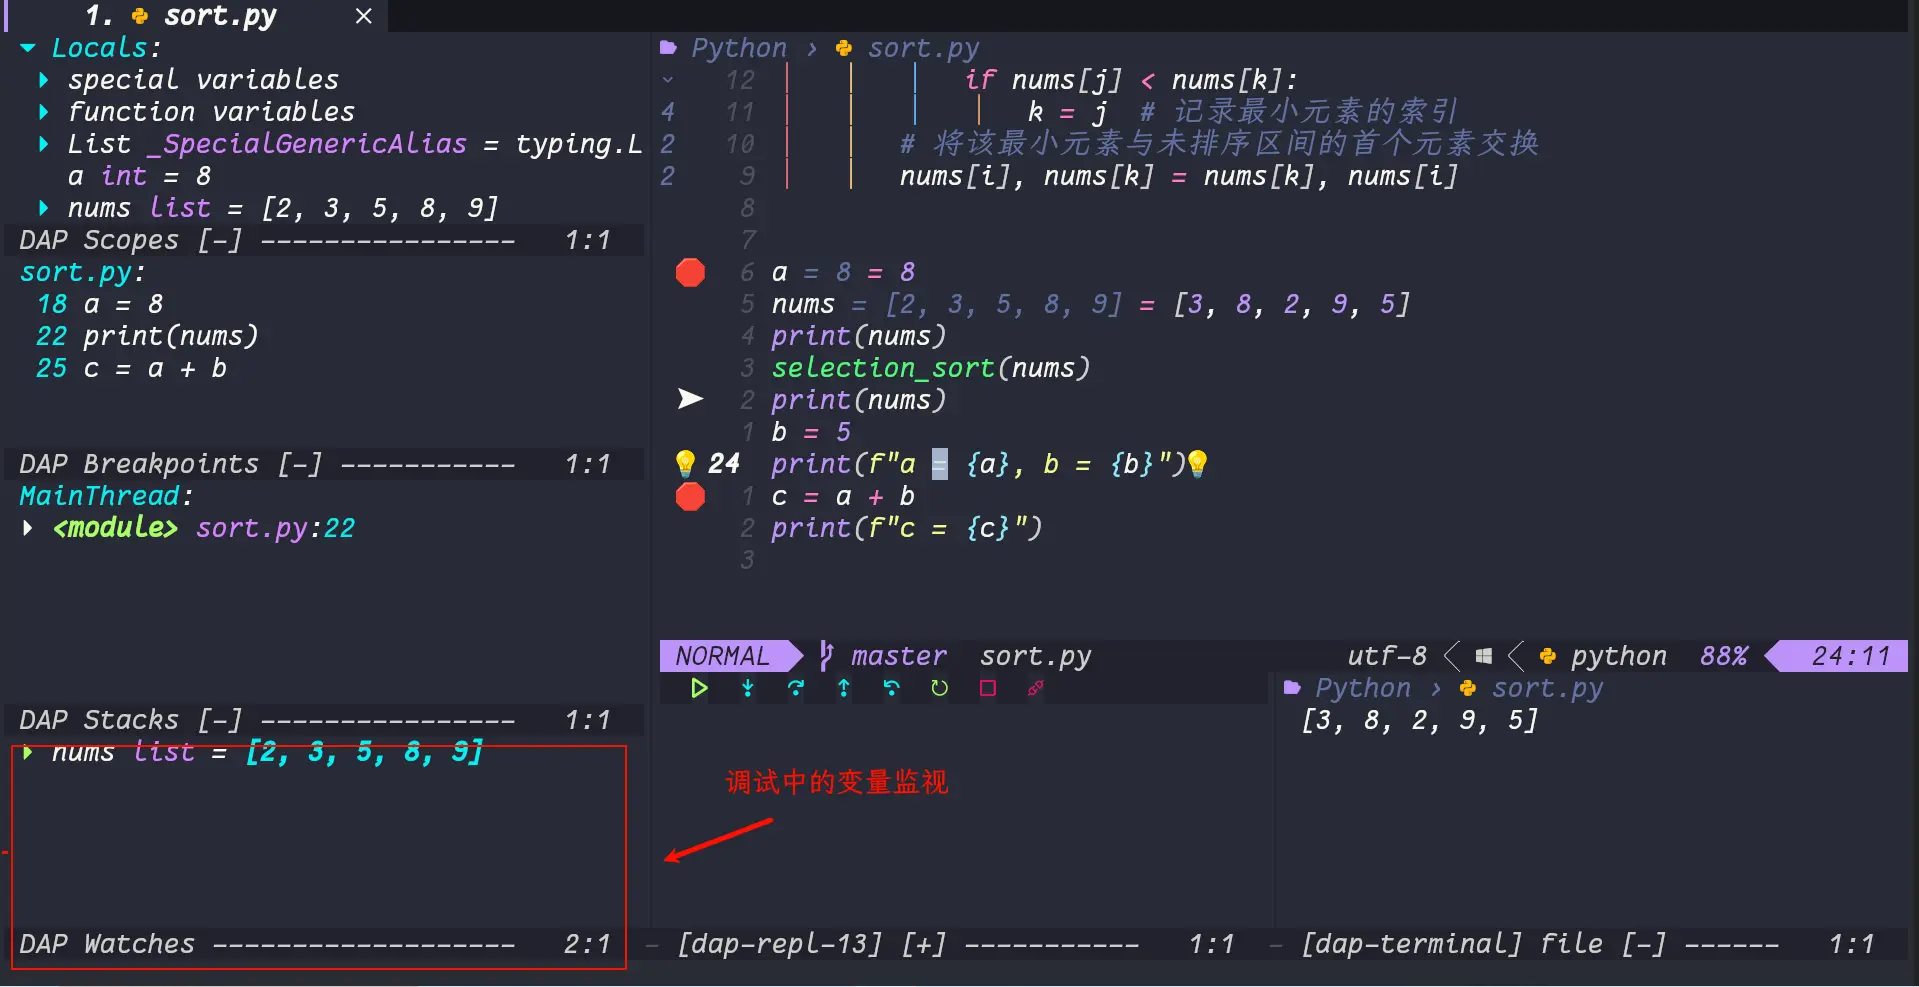 1. sort.py ×
Locals:
special variables
function variables
List _SpecialGenericAlias = typing.L
a int = 8
nums list = [2, 3, 5, 8, 9]
DAP Scopes [-] ---------------- 1:1
sort.py:
18 a = 8
22 print(nums)
25 c = a + b
DAP Breakpoints [-] ----------- 1:1
MainThread:
<module> sort.py:22
DAP Stacks [-] ---------------- 1:1
nums list = [2, 3, 5, 8, 9]
DAP Watches ------------------- 2:1
Python › sort.py
12 if nums[j] < nums[k]:
4 11 k = j # 记录最小元素的索引
2 10 # 将该最小元素与未排序区间的首个元素交换
2 9 nums[i], nums[k] = nums[k], nums[i]
8
7
6 a = 8 = 8
5 nums = [2, 3, 5, 8, 9] = [3, 8, 2, 9, 5]
4 print(nums)
3 selection_sort(nums)
2 print(nums)
1 b = 5
24 print(f"a = {a}, b = {b}")
1 c = a + b
2 print(f"c = {c}")
3
NORMAL master sort.py utf-8 python 88% 24:11
调试中的变量监视
- [dap-repl-13] [+] ----------- 1:1
Python › sort.py
[3, 8, 2, 9, 5]
- [dap-terminal] file [-] ------ 1:1